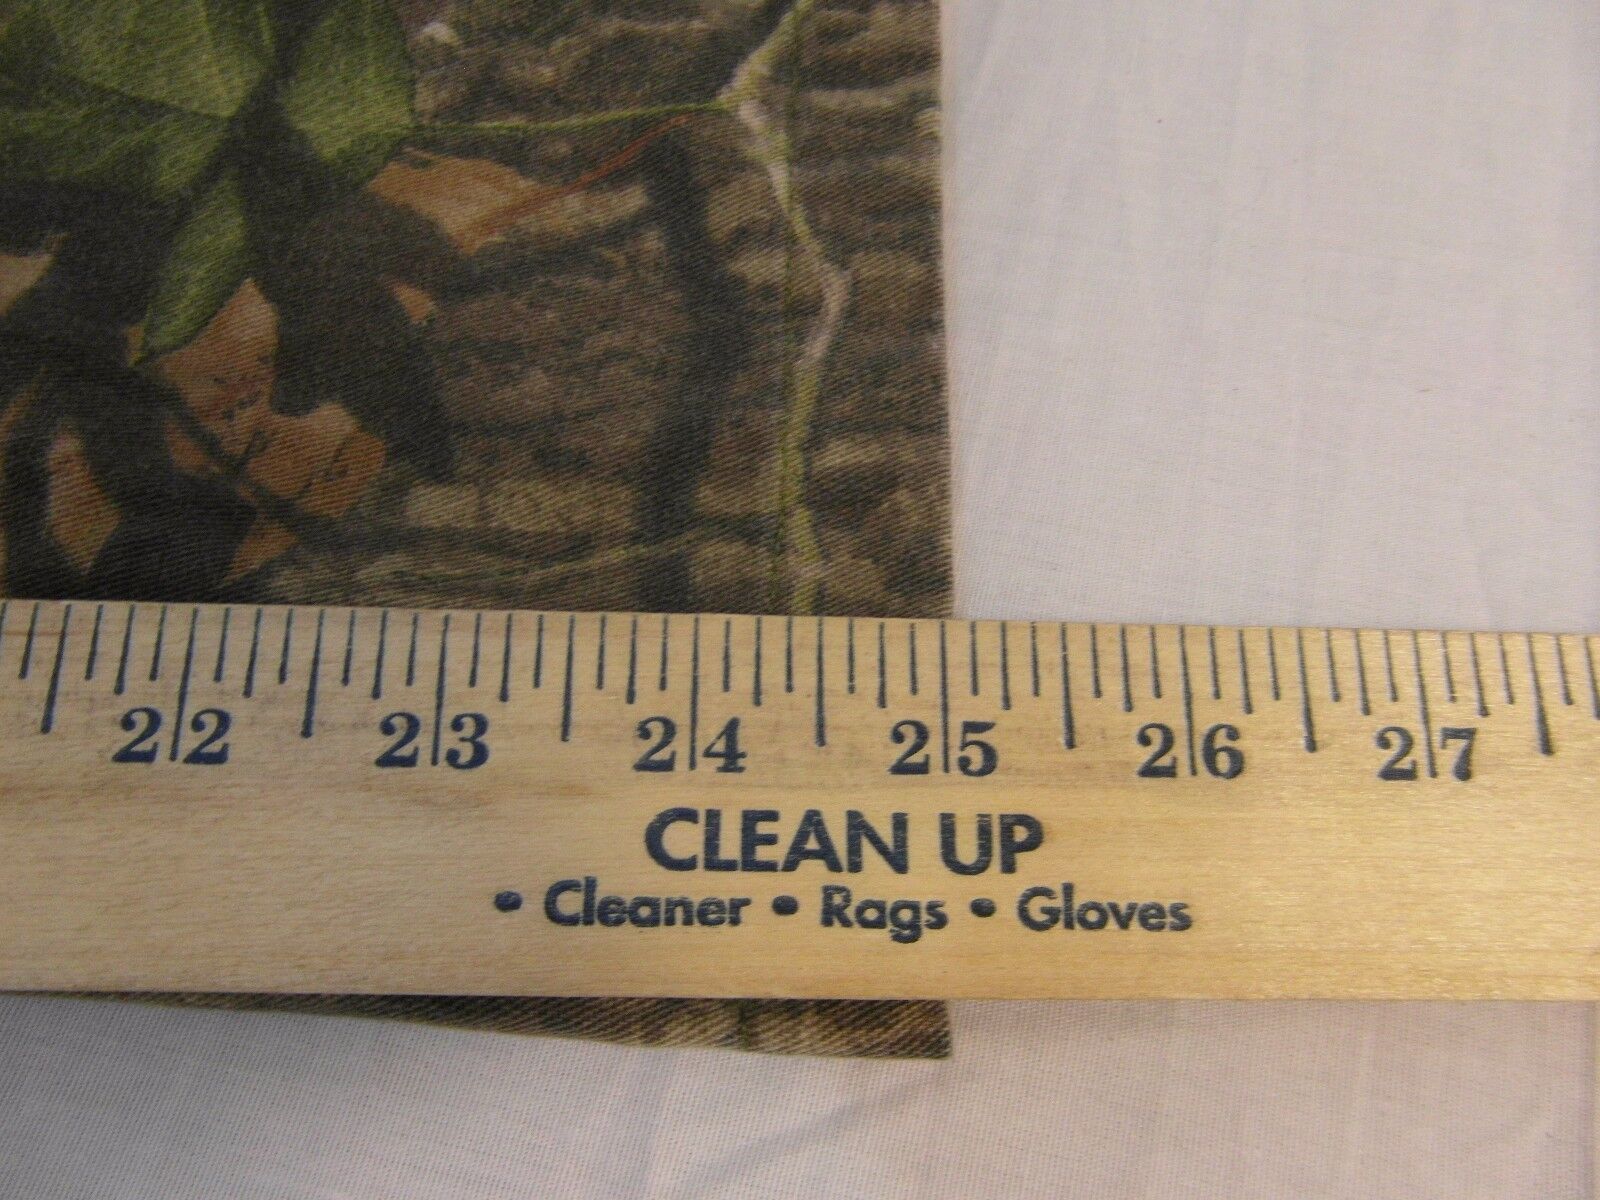 22 23 24 25 26 27
CLEAN UP
• Cleaner • Rags • Gloves